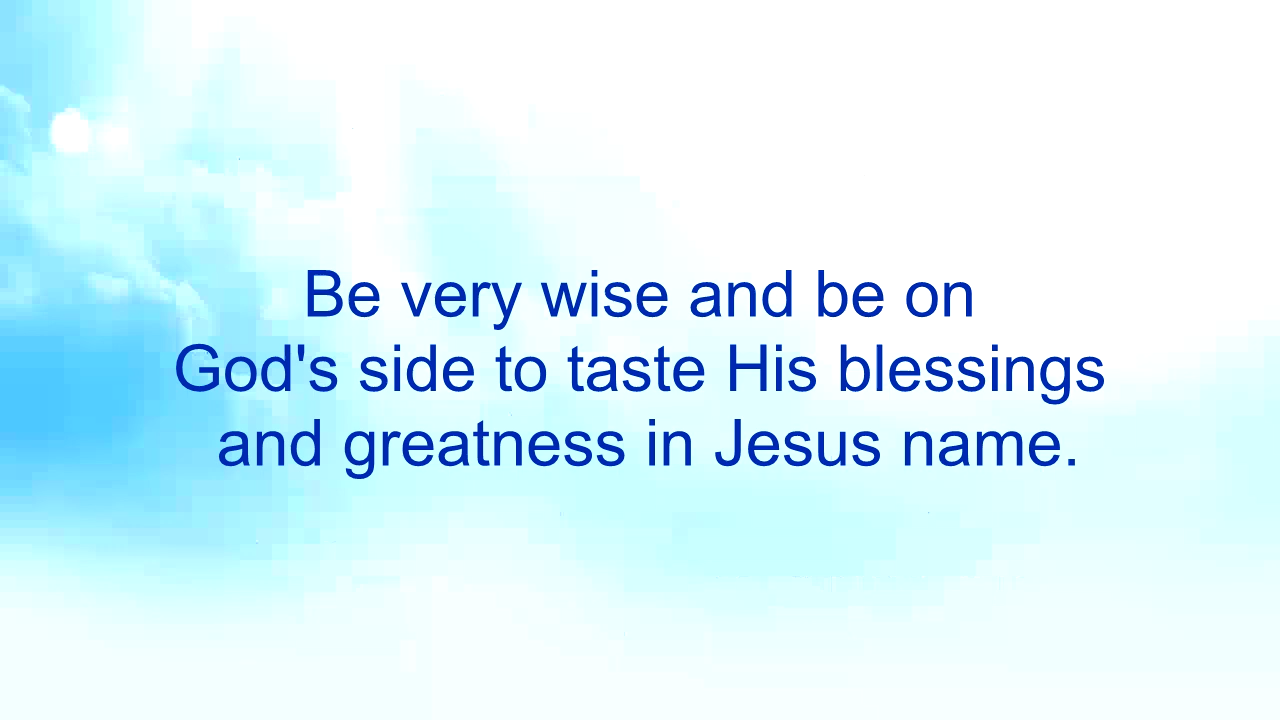 Be very wise and be on
God's side to taste His blessings
and greatness in Jesus name.